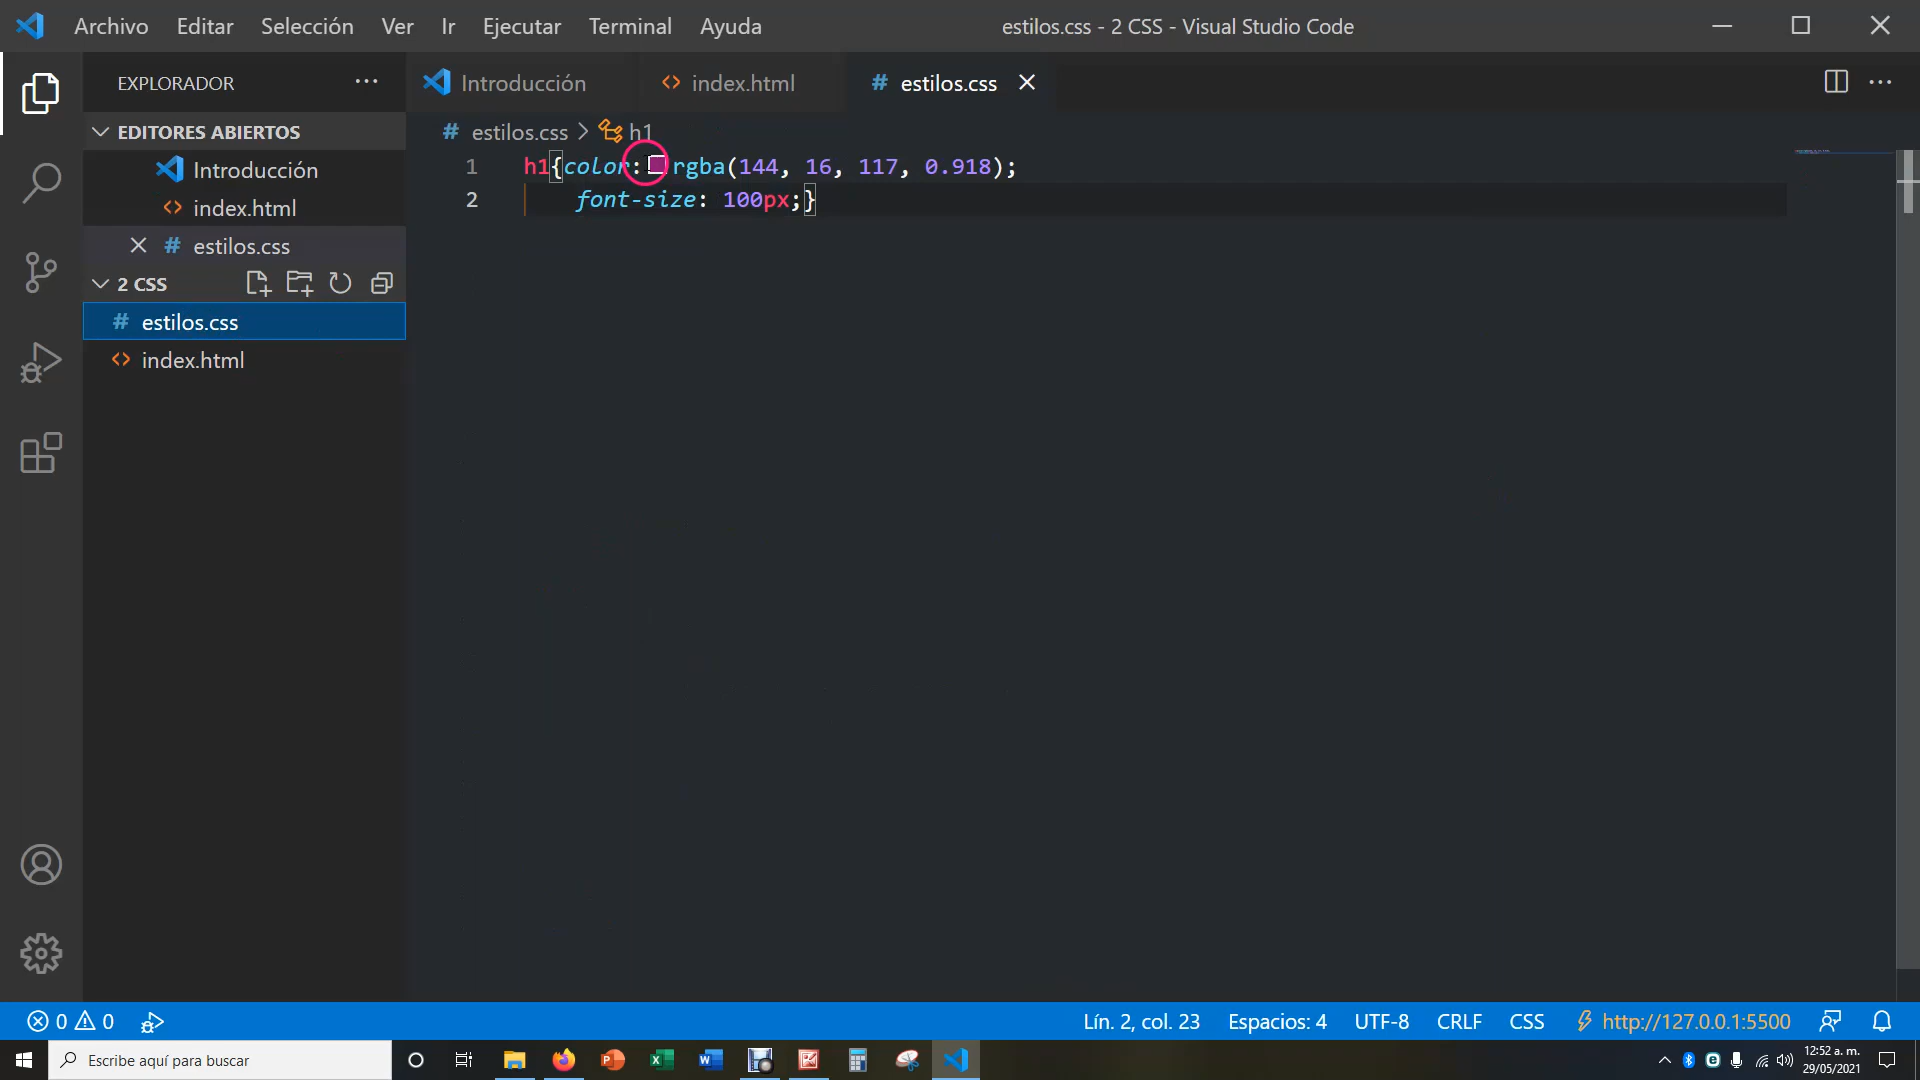 Archivo Editar Selección Ver Ir Ejecutar Terminal Ayuda estilos.css - 2 CSS - Visual Studio Code
EXPLORADOR
EDITORES ABIERTOS
Introducción
index.html
estilos.css
2 CSS
estilos.css
index.html
Introducción index.html # estilos.css
# estilos.css > h1
1 h1{color: rgba(144, 16, 117, 0.918);
2 font-size: 100px;}
0 0 Lín. 2, col. 23 Espacios: 4 UTF-8 CRLF CSS http://127.0.0.1:5500
Escribe aquí para buscar
12:52 a. m.
29/05/2021